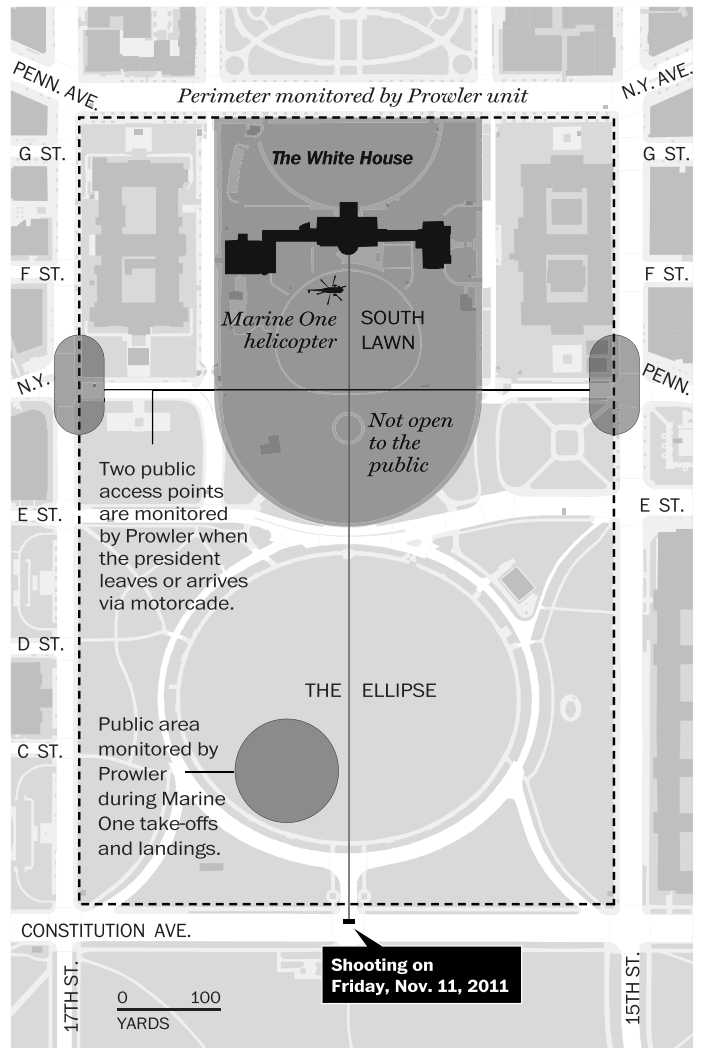 PENN. AVE.
N.Y. AVE.
Perimeter monitored by Prowler unit
G ST.
G ST.
The White House
F ST.
F ST.
Marine One
helicopter
SOUTH
LAWN
N.Y.
PENN.
Not open
to the
public
Two public
access points
are monitored
by Prowler when
the president
leaves or arrives
via motorcade.
E ST.
E ST.
D ST.
THE ELLIPSE
C ST.
Public area
monitored by
Prowler
during Marine
One take-offs
and landings.
CONSTITUTION AVE.
Shooting on
Friday, Nov. 11, 2011
17TH ST.
15TH ST.
0 100
YARDS